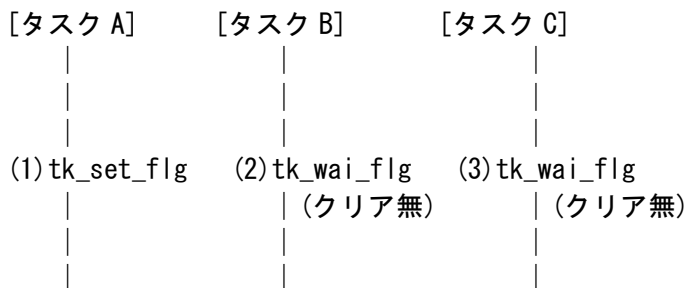 [タスク A] [タスク B] [タスク C]
(1)tk_set_flg (2)tk_wai_flg (3)tk_wai_flg
(クリア無) (クリア無)